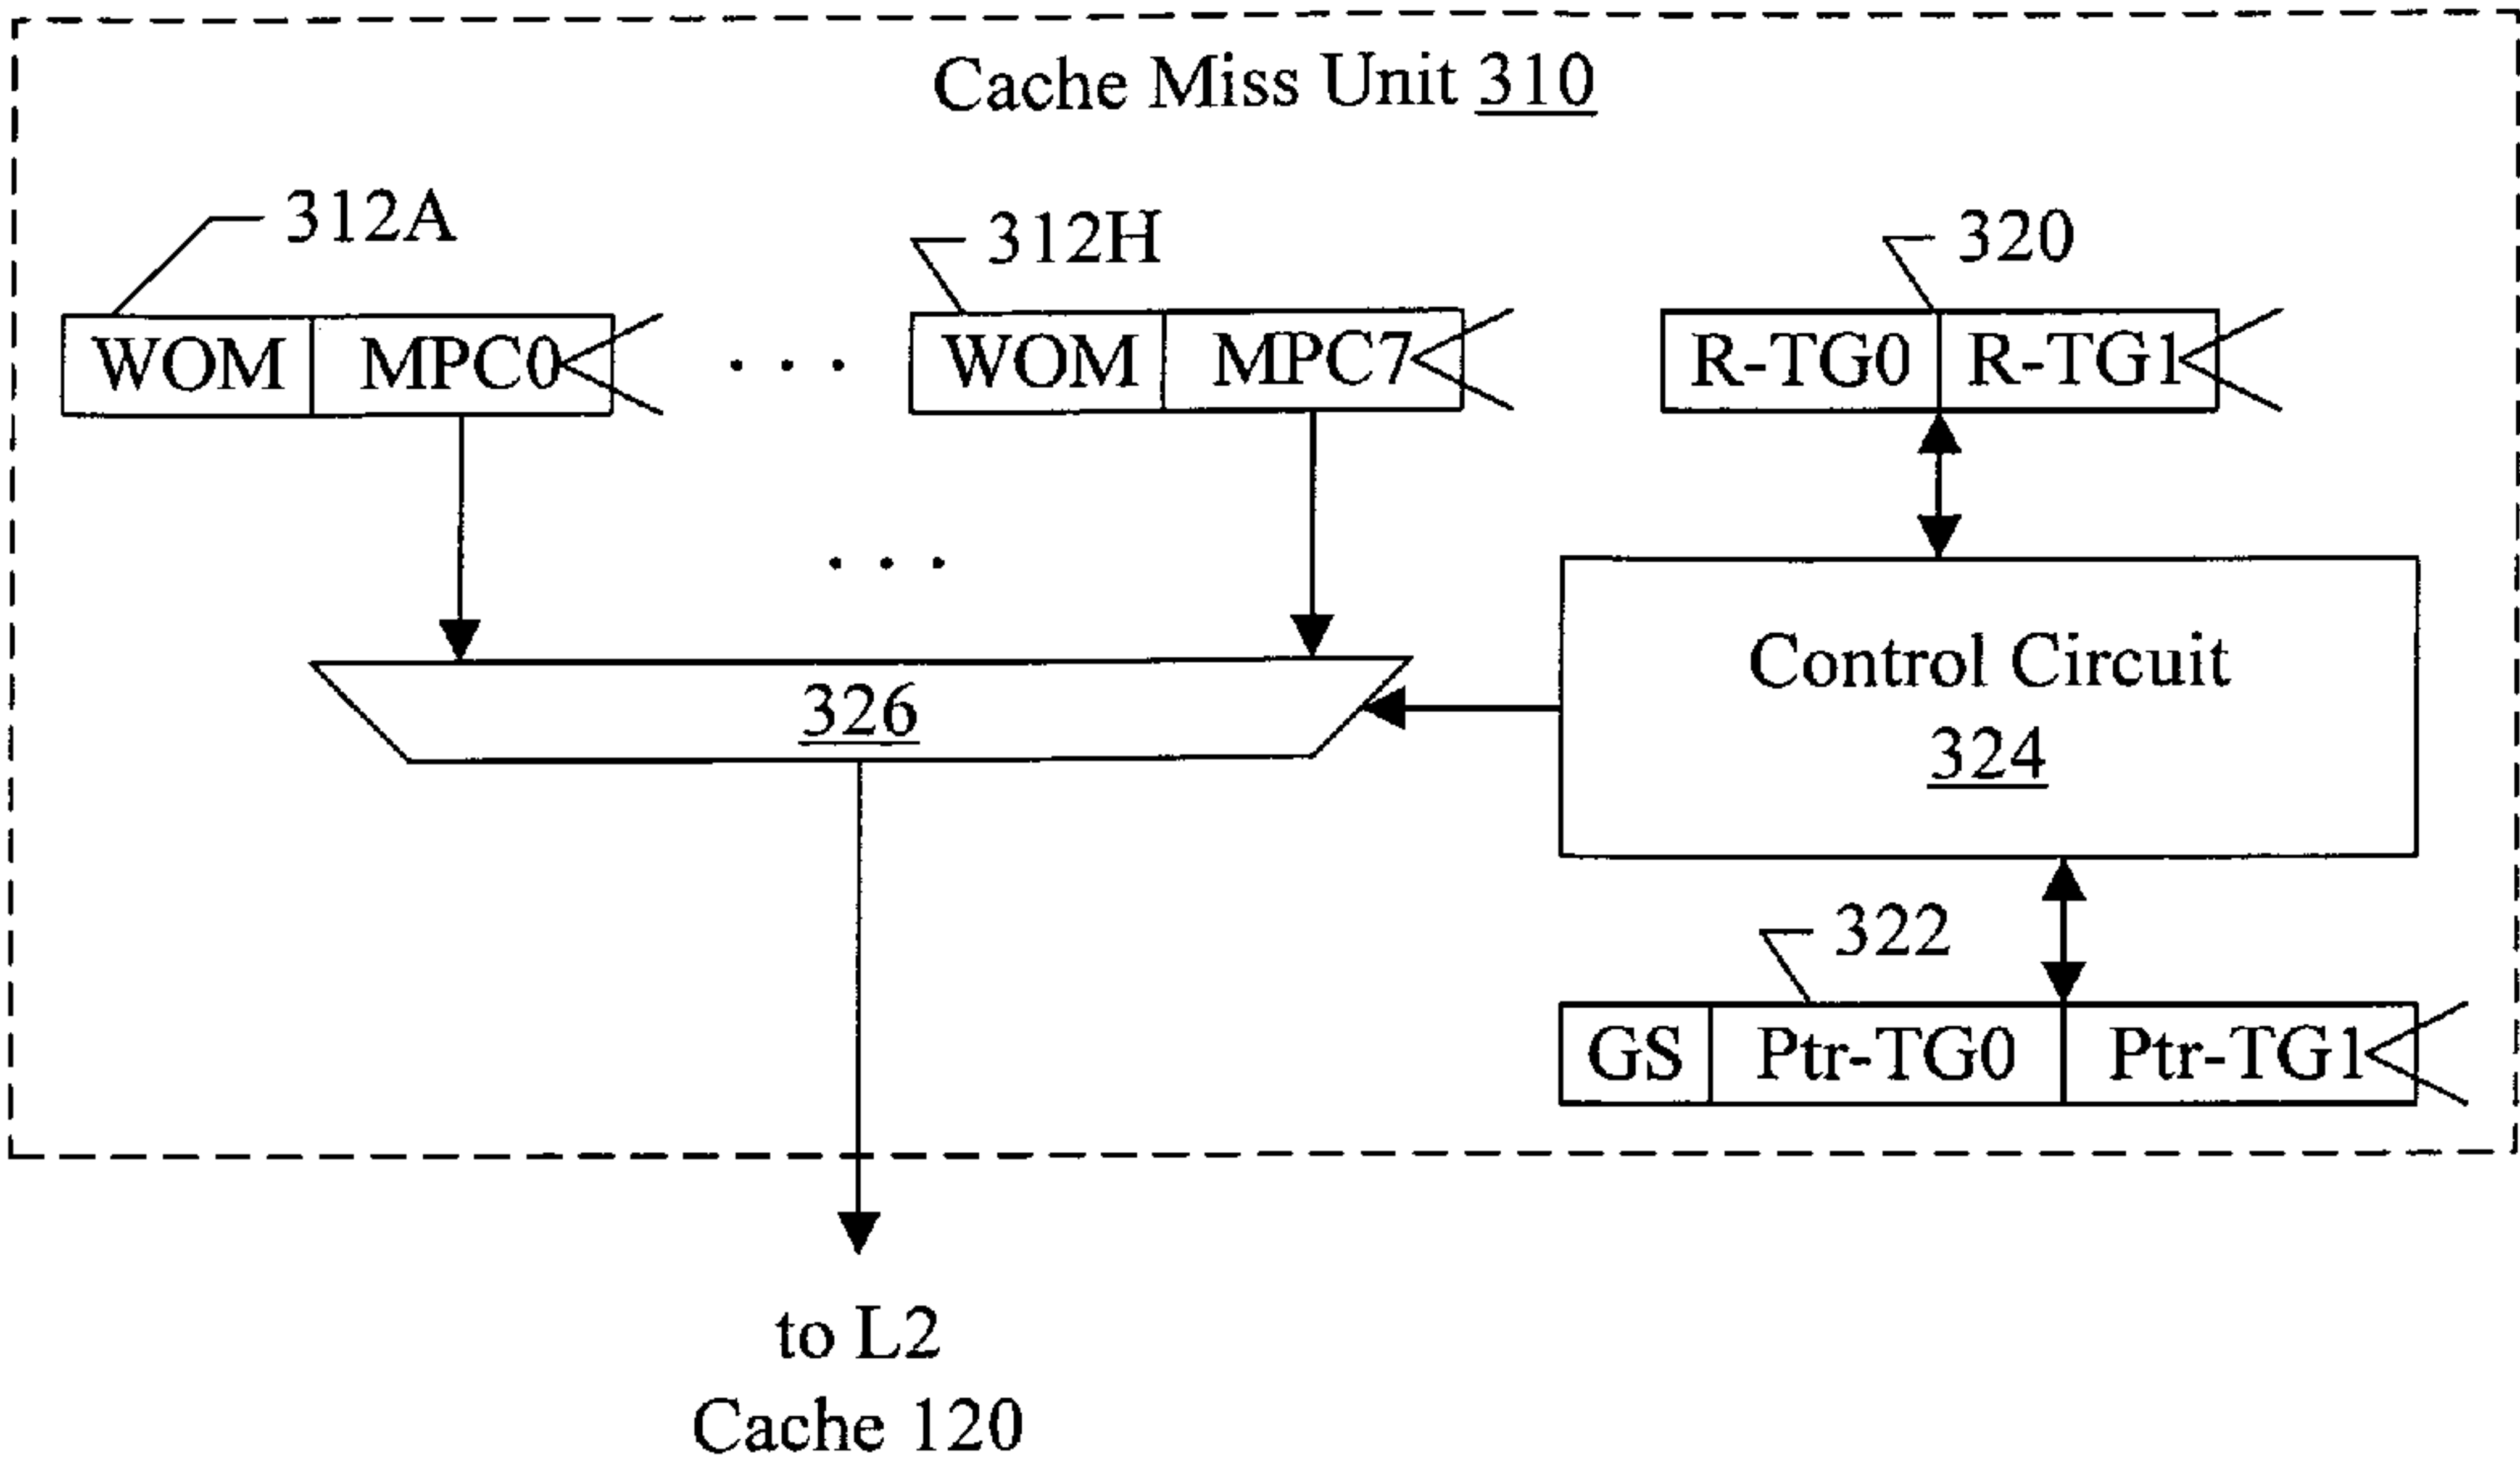 Cache Miss Unit 310
312A
312H
320
WOM MPC0 . . . WOM MPC7 R-TG0 R-TG1
. . .
Control Circuit
324
326
322
GS Ptr-TG0 Ptr-TG1
to L2
Cache 120